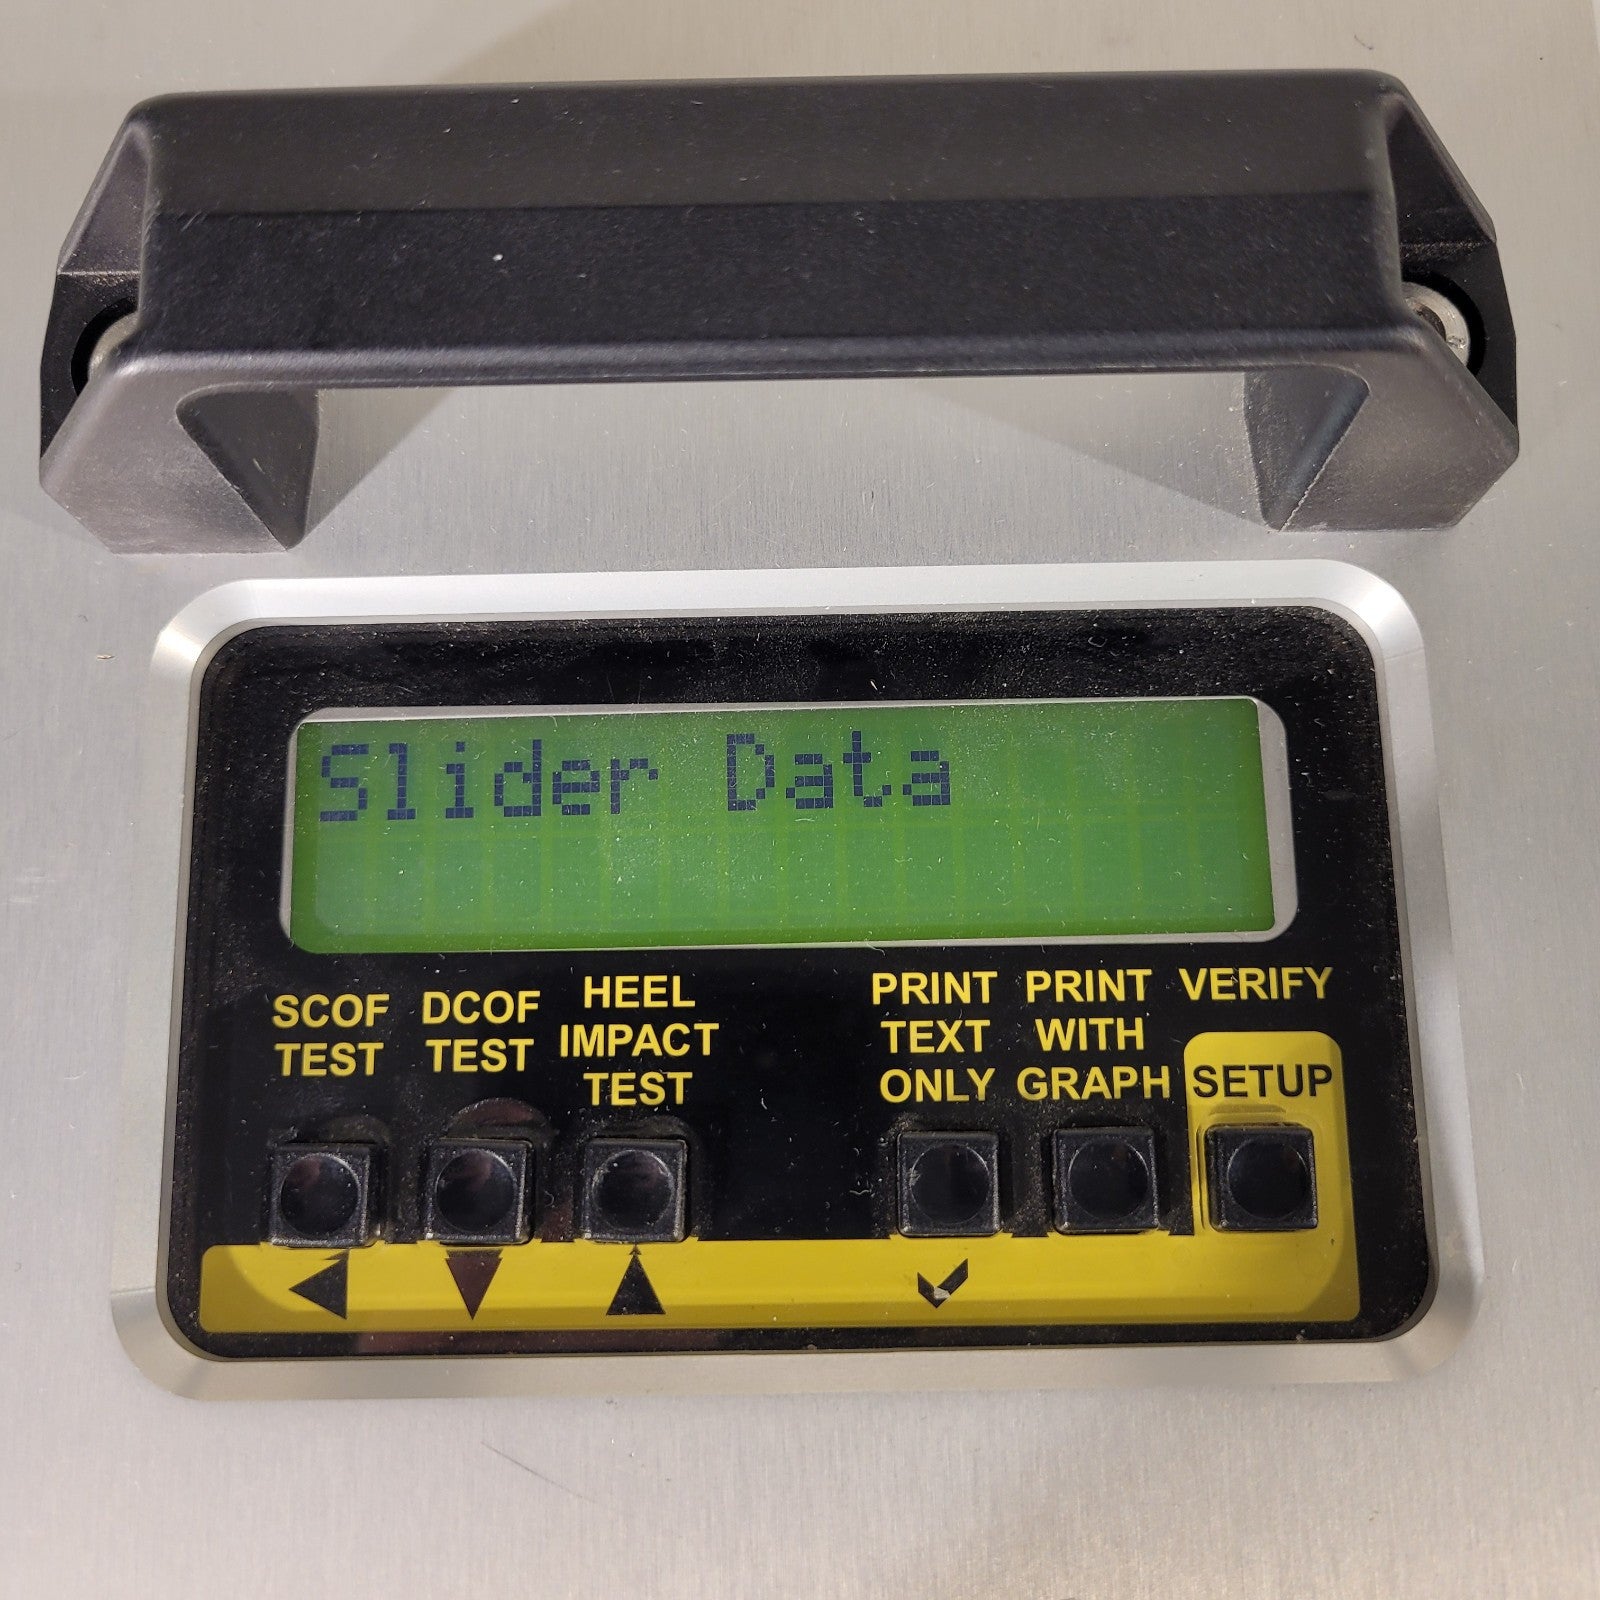 Slider Data
SCOF
TEST
DCOF
TEST
HEEL
IMPACT
TEST
PRINT
TEXT
ONLY
PRINT
WITH
GRAPH
VERIFY
SETUP